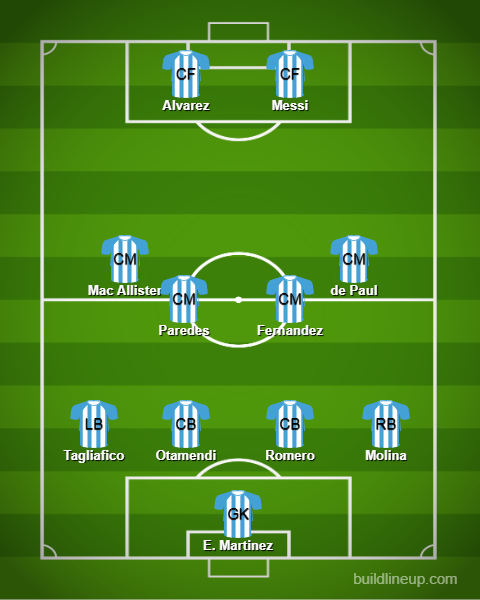 CF
CF
Alvarez
Messi
CM
CM
Mac Allister
de Paul
CM
CM
Paredes
Fernandez
LB
CB
CB
RB
Tagliafico
Otamendi
Romero
Molina
GK
E. Martinez
buildlineup.com